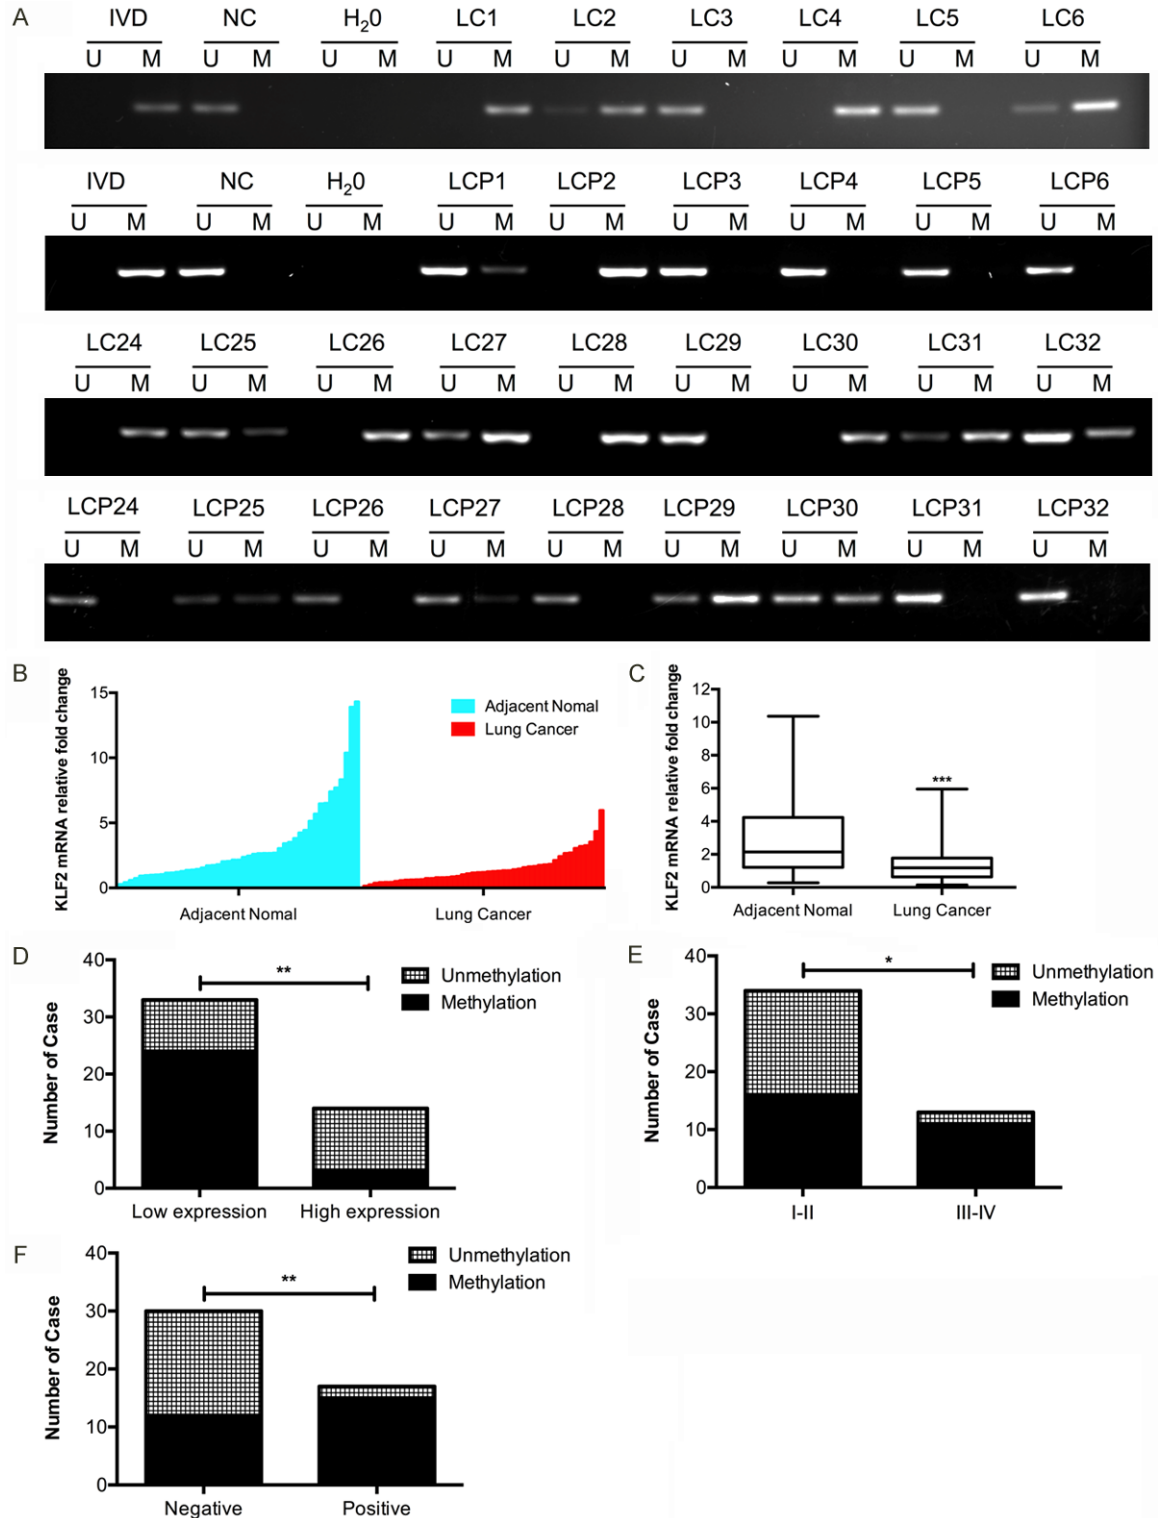 A
IVD NC H₂0 LC1 LC2 LC3 LC4 LC5 LC6
U M U M U M U M U M U M U M U M U M
IVD NC H₂0 LCP1 LCP2 LCP3 LCP4 LCP5 LCP6
U M U M U M U M U M U M U M U M U M
LC24 LC25 LC26 LC27 LC28 LC29 LC30 LC31 LC32
U M U M U M U M U M U M U M U M U M
LCP24 LCP25 LCP26 LCP27 LCP28 LCP29 LCP30 LCP31 LCP32
U M U M U M U M U M U M U M U M U M
B
KLF2 mRNA relative fold change
15
10
5
0
Adjacent Nomal
Lung Cancer
Adjacent Nomal Lung Cancer
C
KLF2 mRNA relative fold change
12
10
8
6
4
2
0
***
Adjacent Nomal Lung Cancer
D
Number of Case
40
30
20
10
0
**
Unmethylation
Methylation
Low expression High expression
E
Number of Case
40
30
20
10
0
*
Unmethylation
Methylation
I-II III-IV
F
Number of Case
40
30
20
10
0
**
Unmethylation
Methylation
Negative Positive